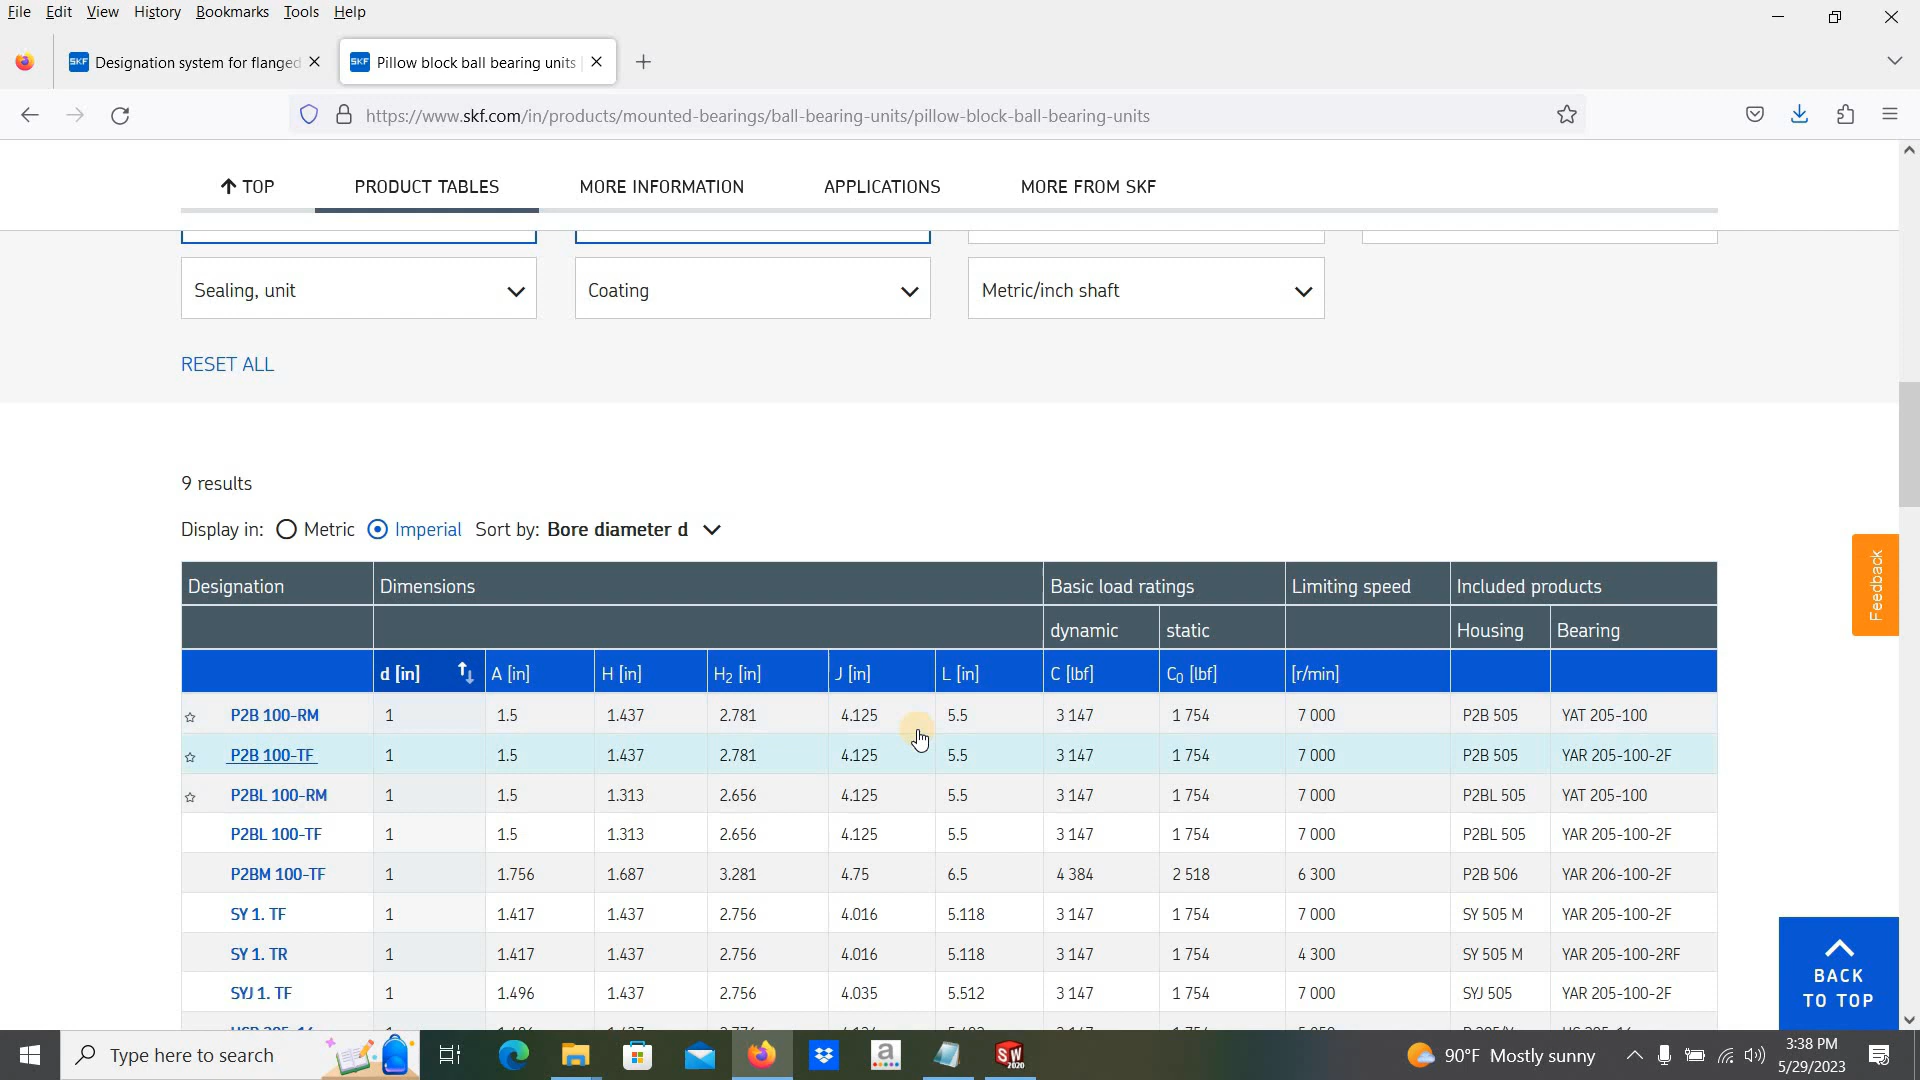 File Edit View History Bookmarks Tools Help
SKF Designation system for flanged
SKF Pillow block ball bearing units
https://www.skf.com/in/products/mounted-bearings/ball-bearing-units/pillow-block-ball-bearing-units
TOP PRODUCT TABLES MORE INFORMATION APPLICATIONS MORE FROM SKF
Sealing, unit Coating Metric/inch shaft
RESET ALL
9 results
Display in: Metric Imperial Sort by: Bore diameter d
Feedback
Designation Dimensions Basic load ratings Limiting speed Included products
dynamic static Housing Bearing
d [in] A [in] H [in] H2 [in] J [in] L [in] C [lbf] C0 [lbf] [r/min]
P2B 100-RM 1 1.5 1.437 2.781 4.125 5.5 3 147 1 754 7 000 P2B 505 YAT 205-100
P2B 100-TF 1 1.5 1.437 2.781 4.125 5.5 3 147 1 754 7 000 P2B 505 YAR 205-100-2F
P2BL 100-RM 1 1.5 1.313 2.656 4.125 5.5 3 147 1 754 7 000 P2BL 505 YAT 205-100
P2BL 100-TF 1 1.5 1.313 2.656 4.125 5.5 3 147 1 754 7 000 P2BL 505 YAR 205-100-2F
P2BM 100-TF 1 1.756 1.687 3.281 4.75 6.5 4 384 2 518 6 300 P2B 506 YAR 206-100-2F
SY 1. TF 1 1.417 1.437 2.756 4.016 5.118 3 147 1 754 7 000 SY 505 M YAR 205-100-2F
SY 1. TR 1 1.417 1.437 2.756 4.016 5.118 3 147 1 754 4 300 SY 505 M YAR 205-100-2RF
SYJ 1. TF 1 1.496 1.437 2.756 4.035 5.512 3 147 1 754 7 000 SYJ 505 YAR 205-100-2F
BACK
TO TOP
Type here to search
a
SW
2020
90°F Mostly sunny
3:38 PM
5/29/2023